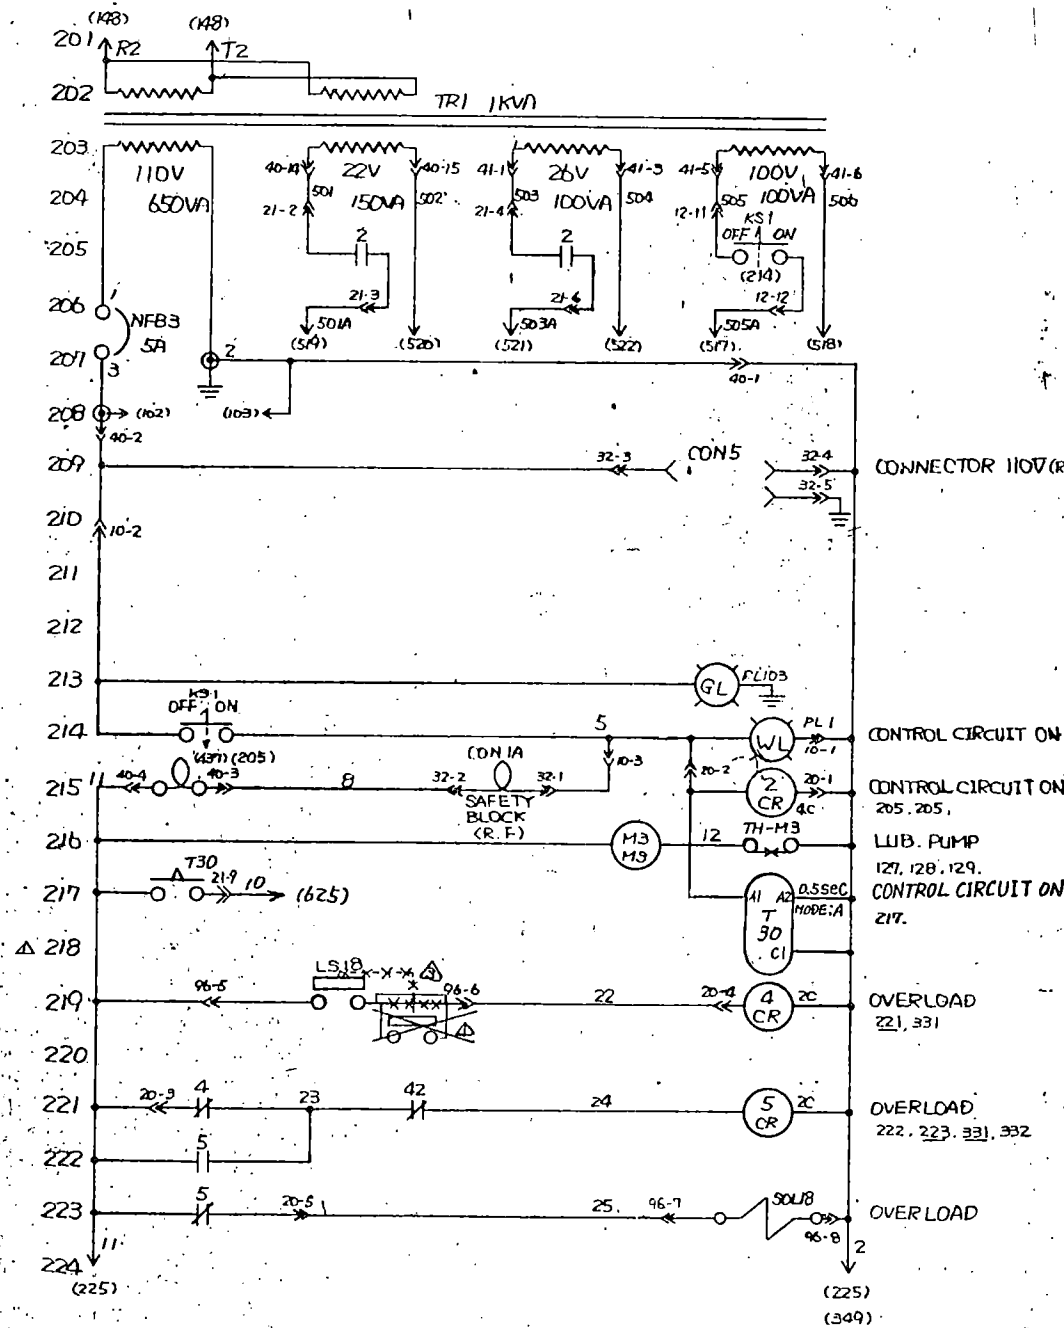 (148) (148)
201 R2 T2
202 TR1 1KVA
203 40-14 22V 40-15 41-1 26V 41-3 41-5 100V 41-6
110V
204 650VA 501 150VA 502 503 100VA 504 505 100VA 506
21-2 21-4 12-11 KS1
205 2 2 OFF ON
(214)
206 1 21-3 21-6 12-12
NFB3 501A 503A 505A
5A (519) (520) (521) (522) (517) (518)
207 3 2
40-1
208 (102) (103)
40-2
209 32-3 CON5 32-4 CONNECTOR 110V(R
32-5
210
10-2
211
212
213 GL PL103
KS1
OFF ON
214 5 WL PL1 CONTROL CIRCUIT ON
10-1
(437) (205) CON1A
215 11 40-4 40-3 8 32-2 32-1 10-3 20-2 2 CR 20-1 4C CONTROL CIRCUIT ON
SAFETY 205. 205,
BLOCK
(R.F)
216 M3 M3 12 TH-M3 LUB. PUMP
127, 128, 129.
T30
217 21-9 10 (625) A1 A2 0.5SEC CONTROL CIRCUIT ON
T 30 MODE:A 217.
218 C1
LS18
219 96-5 96-6 22 20-4 4 CR 2C OVERLOAD
221, 331
220
221 20-3 4 23 42 24 5 CR 2C OVERLOAD
222. 223. 331, 332
222 5
223 5 20-5 25. 96-7 SOL18 OVERLOAD
96-8
224 11 2
(225) (225)
(349)